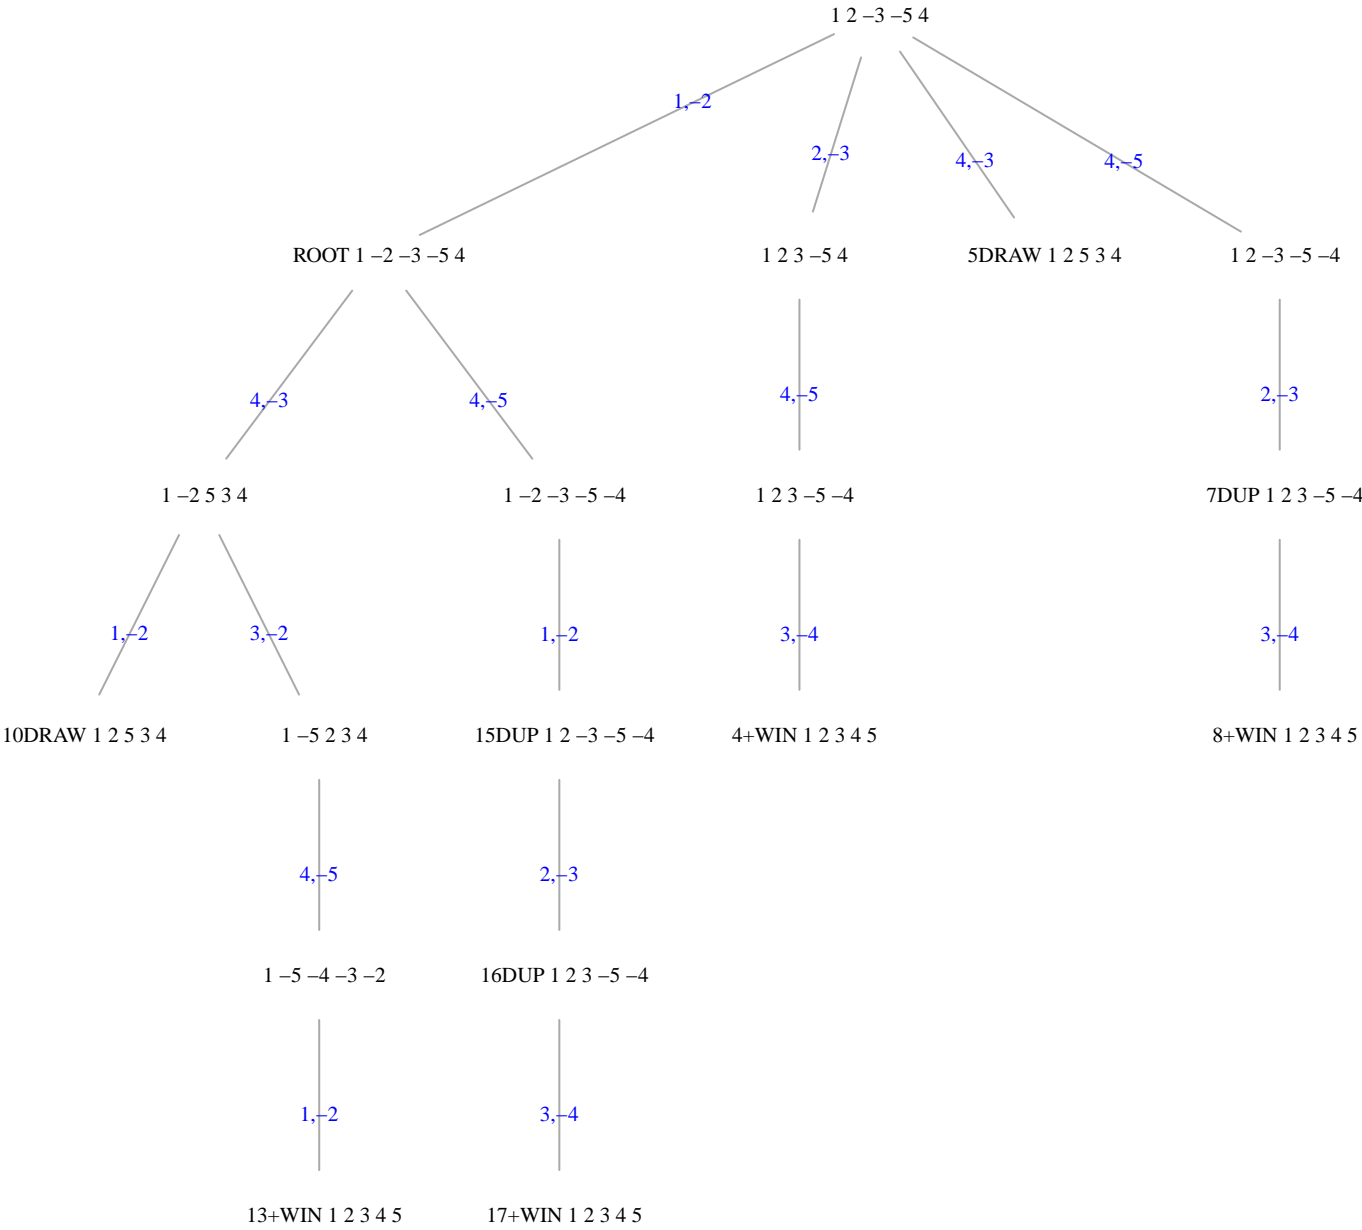 1 2 –3 –5 4
1,–2
2,–3
4,–3
4,–5
ROOT 1 –2 –3 –5 4
1 2 3 –5 4
5DRAW 1 2 5 3 4
1 2 –3 –5 –4
4,–3
4,–5
4,–5
2,–3
1 –2 5 3 4
1 –2 –3 –5 –4
1 2 3 –5 –4
7DUP 1 2 3 –5 –4
1,–2
3,–2
1,–2
3,–4
3,–4
10DRAW 1 2 5 3 4
1 –5 2 3 4
15DUP 1 2 –3 –5 –4
4+WIN 1 2 3 4 5
8+WIN 1 2 3 4 5
4,–5
2,–3
1 –5 –4 –3 –2
16DUP 1 2 3 –5 –4
1,–2
3,–4
13+WIN 1 2 3 4 5
17+WIN 1 2 3 4 5